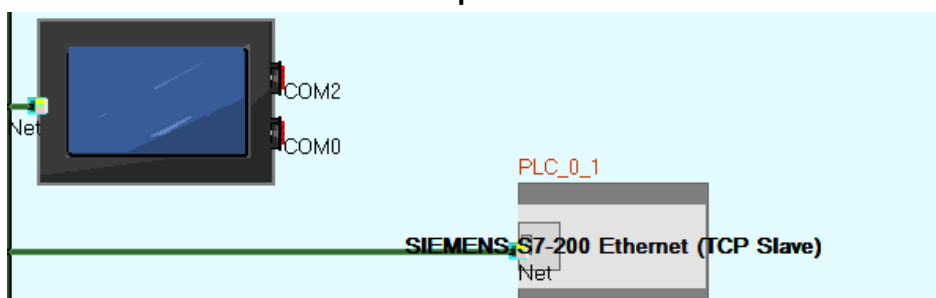 COM2
Net
COM0
PLC_0_1
SIEMENS S7-200 Ethernet (TCP Slave)
Net